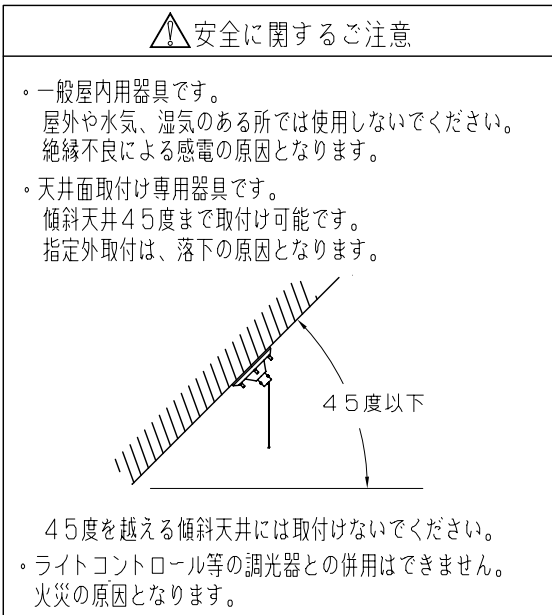 安全に関するご注意
。一般屋内用器具です。
屋外や水気、湿気のある所では使用しないでください。
絶縁不良による感電の原因となります。
。天井面取付け専用器具です。
傾斜天井４５度まで取付け可能です。
指定外取付は、落下の原因となります。
４５度以下
４５度を越える傾斜天井には取付けないでください。
。ライトコントロール等の調光器との併用はできません。
火災の原因となります。